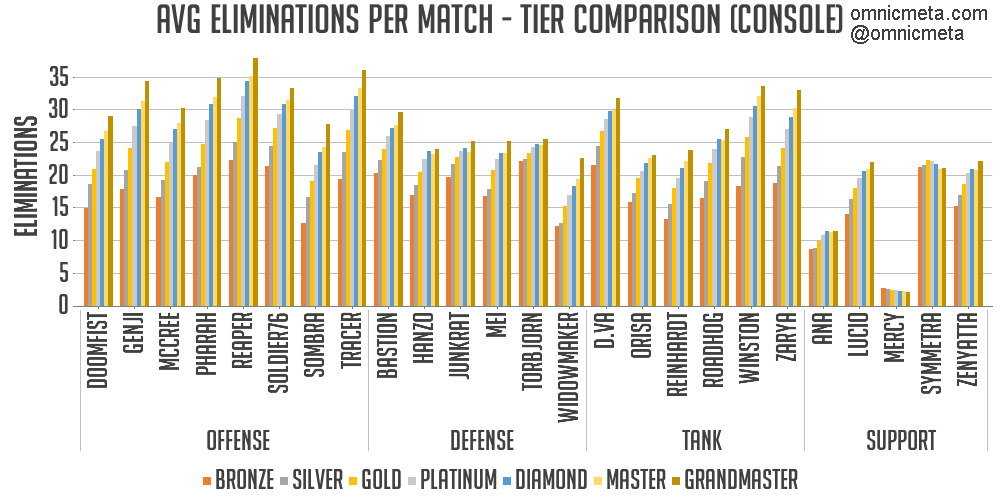 AVG ELIMINATIONS PER MATCH - TIER COMPARISON (CONSOLE)
omnicmeta.com
@omnicmeta
ELIMINATIONS
35
30
25
20
15
10
5
0
DOOMFIST
GENJI
MCCREE
PHARAH
REAPER
SOLDIER76
SOMBRA
TRACER
BASTION
HANZO
JUNKRAT
MEI
TORBJORN
WIDOWMAKER
D.VA
ORISA
REINHARDT
ROADHOG
WINSTON
ZARYA
ANA
LUCIO
MERCY
SYMMETRA
ZENYATTA
OFFENSE DEFENSE TANK SUPPORT
BRONZE SILVER GOLD PLATINUM DIAMOND MASTER GRANDMASTER